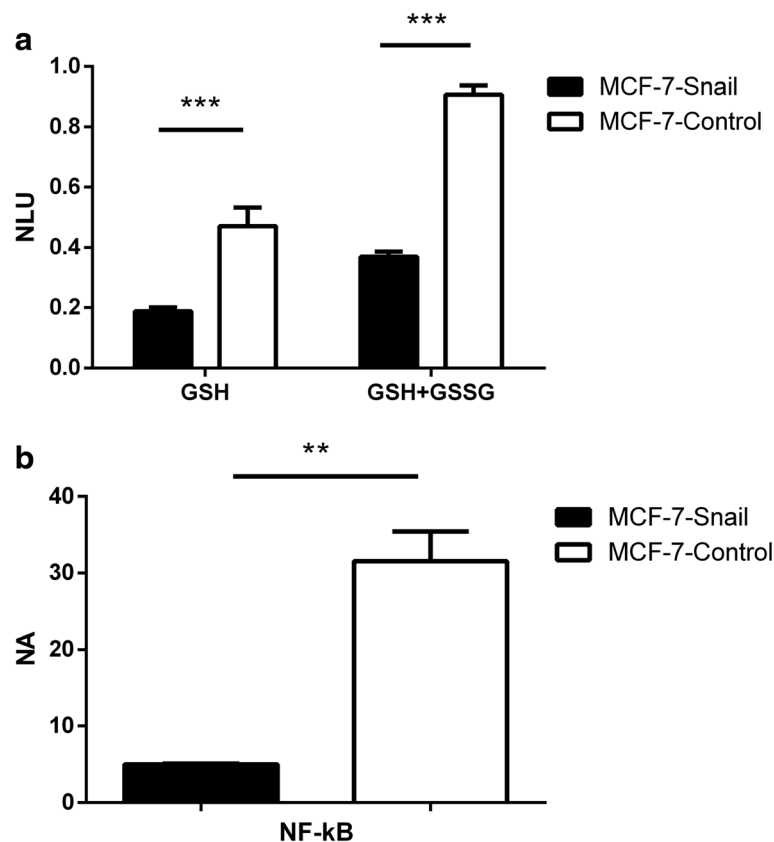 a
***
***
MCF-7-Snail
MCF-7-Control
1.0
0.8
0.6
0.4
0.2
0.0
NLU
GSH
GSH+GSSG
b
**
MCF-7-Snail
MCF-7-Control
40
30
20
10
0
NA
NF-kB